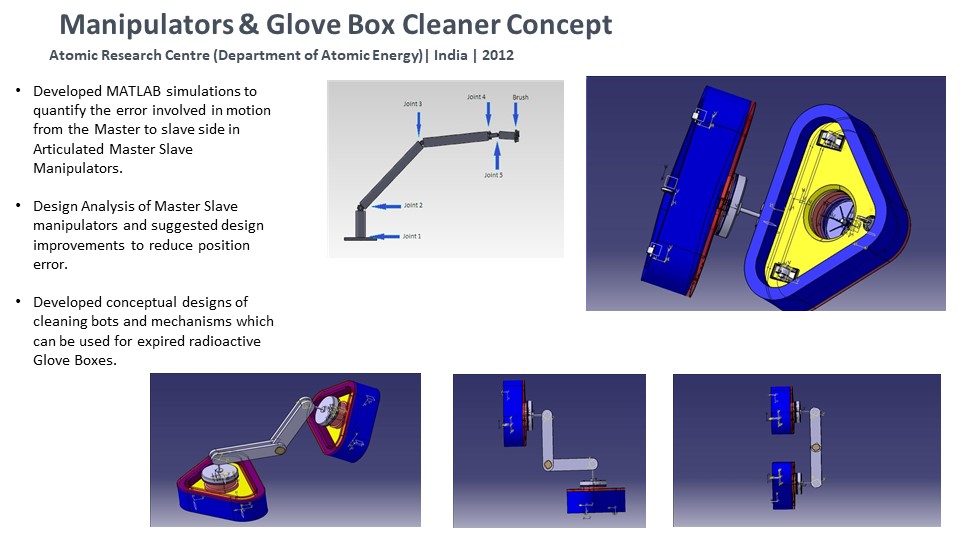 Manipulators & Glove Box Cleaner Concept
Atomic Research Centre (Department of Atomic Energy)| India | 2012
• Developed MATLAB simulations to
quantify the error involved in motion
from the Master to slave side in
Articulated Master Slave
Manipulators.
• Design Analysis of Master Slave
manipulators and suggested design
improvements to reduce position
error.
• Developed conceptual designs of
cleaning bots and mechanisms which
can be used for expired radioactive
Glove Boxes.
Joint 3
Joint 4
Brush
Joint 5
Joint 2
Joint 1